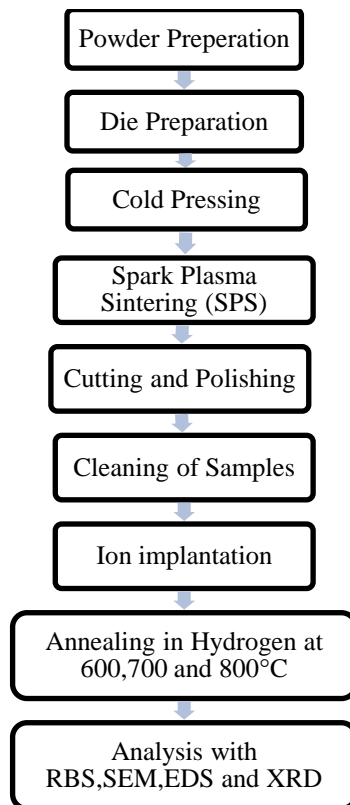 Powder Preperation
Die Preparation
Cold Pressing
Spark Plasma
Sintering (SPS)
Cutting and Polishing
Cleaning of Samples
Ion implantation
Annealing in Hydrogen at
600,700 and 800°C
Analysis with
RBS,SEM,EDS and XRD